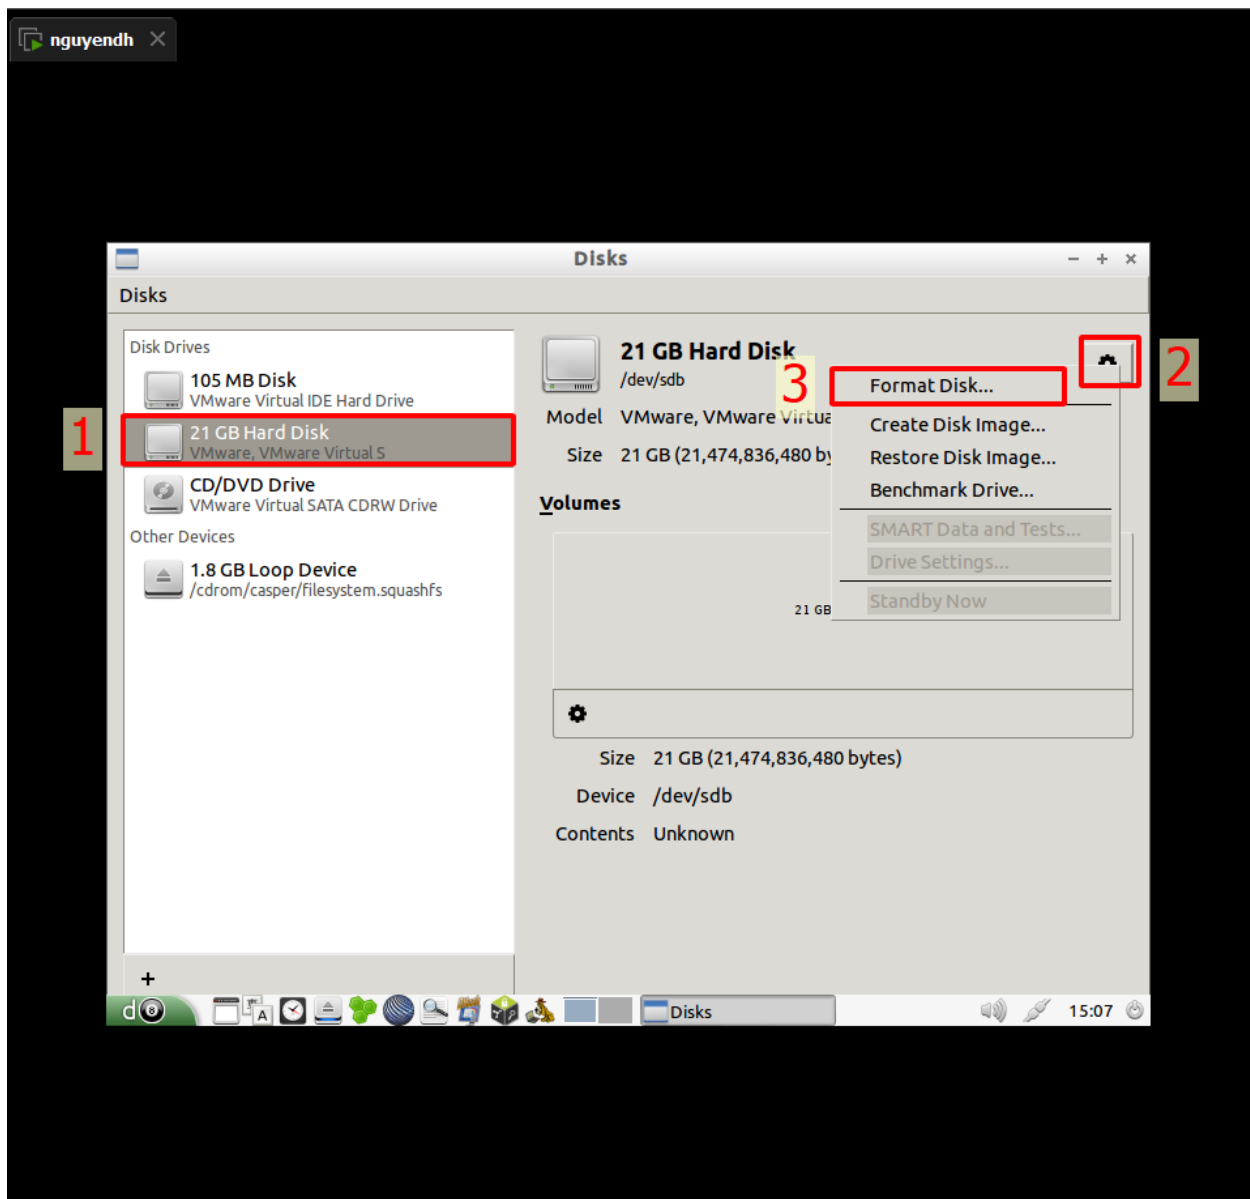 nguyendh
Disks
Disks
Disk Drives
105 MB Disk
VMware Virtual IDE Hard Drive
1
21 GB Hard Disk
VMware, VMware Virtual S
CD/DVD Drive
VMware Virtual SATA CDRW Drive
Other Devices
1.8 GB Loop Device
/cdrom/casper/filesystem.squashfs
+
21 GB Hard Disk
/dev/sdb
2
3
Format Disk...
Create Disk Image...
Restore Disk Image...
Benchmark Drive...
SMART Data and Tests...
Drive Settings...
Standby Now
Model VMware, VMware Virtua
Size 21 GB (21,474,836,480 by
Volumes
21 GB
Size 21 GB (21,474,836,480 bytes)
Device /dev/sdb
Contents Unknown
A
Disks
15:07